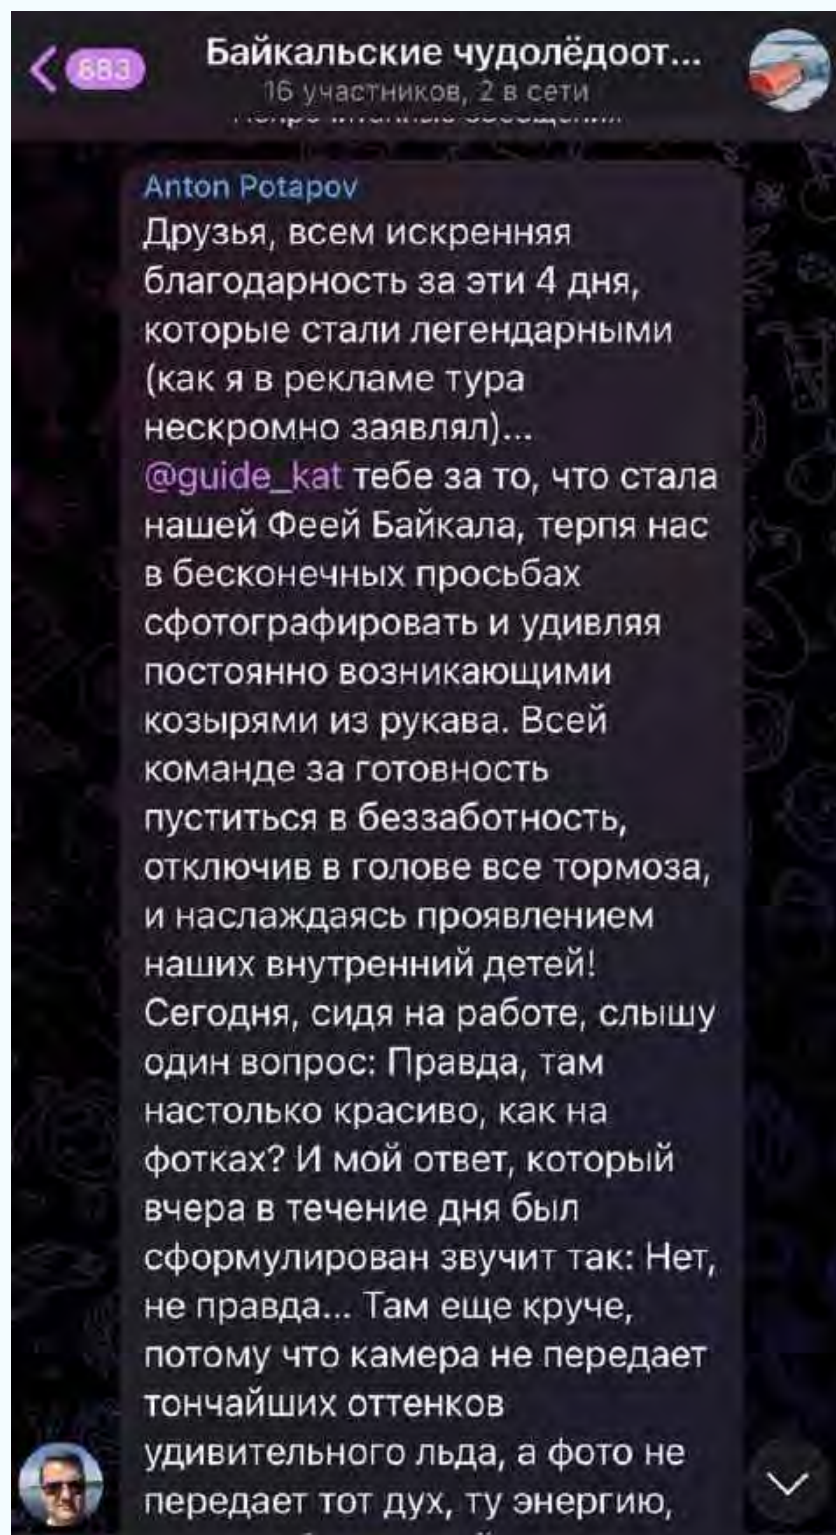 683
Байкальские чудолёдоот...
16 участников, 2 в сети
Anton Potapov
Друзья, всем искренняя
благодарность за эти 4 дня,
которые стали легендарными
(как я в рекламе тура
нескромно заявлял)...
@guide_kat тебе за то, что стала
нашей Феей Байкала, терпя нас
в бесконечных просьбах
сфотографировать и удивляя
постоянно возникающими
козырями из рукава. Всей
команде за готовность
пуститься в беззаботность,
отключив в голове все тормоза,
и наслаждаясь проявлением
наших внутренний детей!
Сегодня, сидя на работе, слышу
один вопрос: Правда, там
настолько красиво, как на
фотках? И мой ответ, который
вчера в течение дня был
сформулирован звучит так: Нет,
не правда... Там еще круче,
потому что камера не передает
тончайших оттенков
удивительного льда, а фото не
передает тот дух, ту энергию,